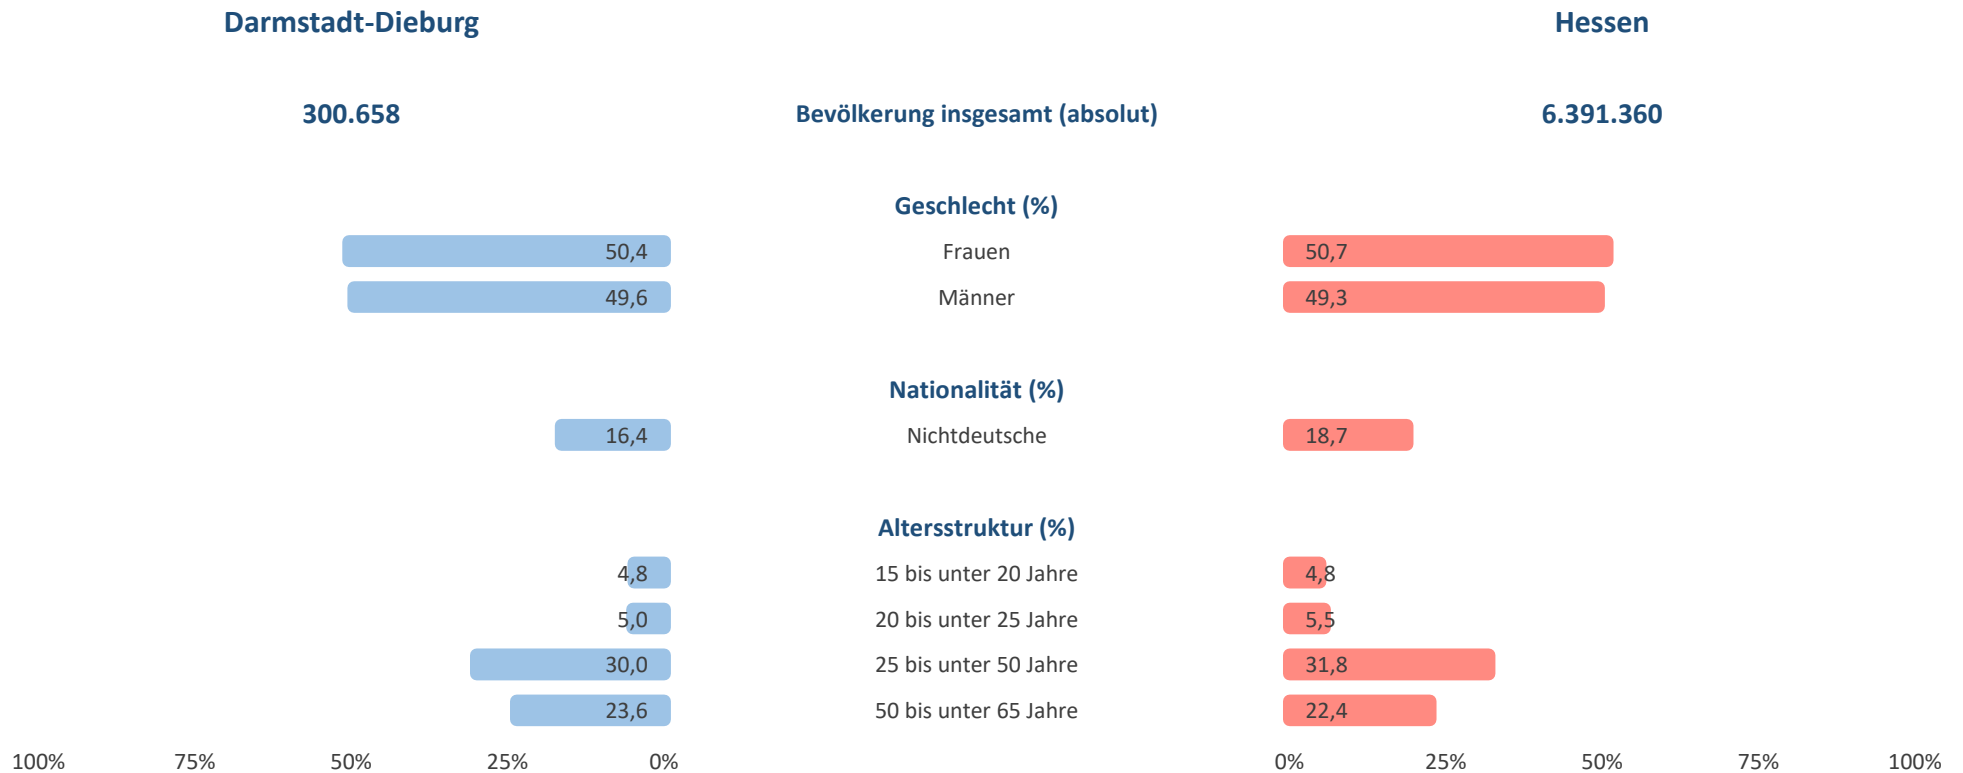 Darmstadt-Dieburg Hessen
300.658 Bevölkerung insgesamt (absolut) 6.391.360
Geschlecht (%)
50,4 Frauen 50,7
49,6 Männer 49,3
Nationalität (%)
16,4 Nichtdeutsche 18,7
Altersstruktur (%)
4,8 15 bis unter 20 Jahre 4,8
5,0 20 bis unter 25 Jahre 5,5
30,0 25 bis unter 50 Jahre 31,8
23,6 50 bis unter 65 Jahre 22,4
100% 75% 50% 25% 0% 0% 25% 50% 75% 100%